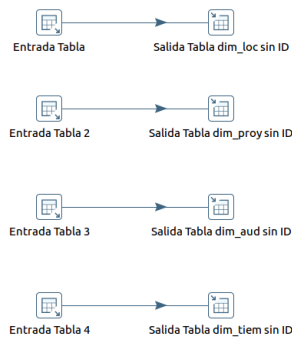 Entrada Tabla
Salida Tabla dim_loc sin ID
Entrada Tabla 2
Salida Tabla dim_proy sin ID
Entrada Tabla 3
Salida Tabla dim_aud sin ID
Entrada Tabla 4
Salida Tabla dim_tiem sin ID